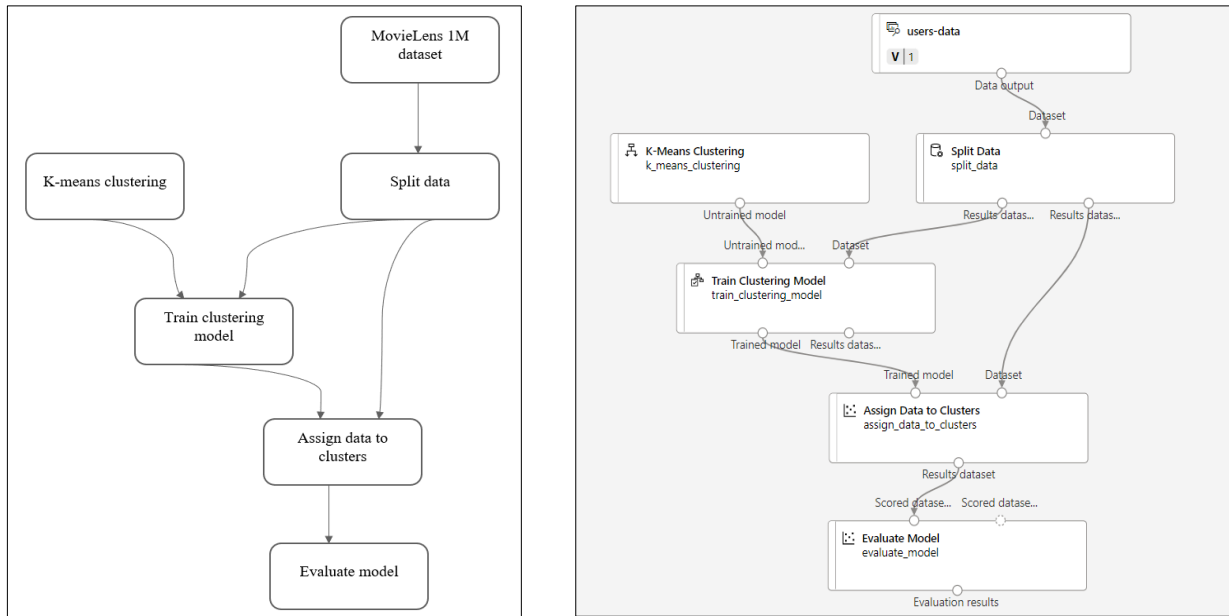 MovieLens 1M
dataset
K-means clustering
Split data
Train clustering
model
Assign data to
clusters
Evaluate model
users-data
V | 1
Data output
Dataset
K-Means Clustering
k_means_clustering
Split Data
split_data
Untrained model
Results datas...
Results datas...
Untrained mod...
Dataset
Train Clustering Model
train_clustering_model
Trained model
Results datas...
Trained model
Dataset
Assign Data to Clusters
assign_data_to_clusters
Results dataset
Scored datase...
Scored datase...
Evaluate Model
evaluate_model
Evaluation results